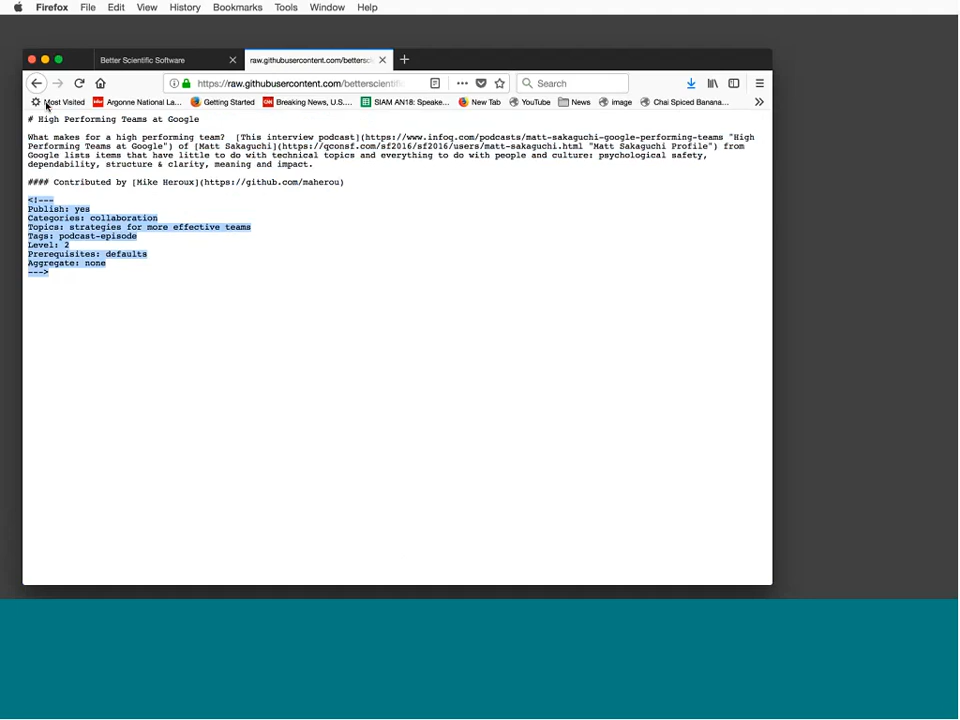 Firefox File Edit View History Bookmarks Tools Window Help
Better Scientific Software
raw.githubusercontent.com/bettersci
https://raw.githubusercontent.com/betterscientifi
Search
Most Visited Argonne National La... Getting Started Breaking News, U.S.... SIAM AN18: Speake... New Tab YouTube News image Chai Spiced Banana...
# High Performing Teams at Google
What makes for a high performing team?  [This interview podcast](https://www.infoq.com/podcasts/matt-sakaguchi-google-performing-teams "High
Performing Teams at Google") of [Matt Sakaguchi](https://qconsf.com/sf2016/sf2016/users/matt-sakaguchi.html "Matt Sakaguchi Profile") from
Google lists items that have little to do with technical topics and everything to do with people and culture: psychological safety,
dependability, structure & clarity, meaning and impact.
#### Contributed by [Mike Heroux](https://github.com/maherou)
<!---
Publish: yes
Categories: collaboration
Topics: strategies for more effective teams
Tags: podcast-episode
Level: 2
Prerequisites: defaults
Aggregate: none
--->